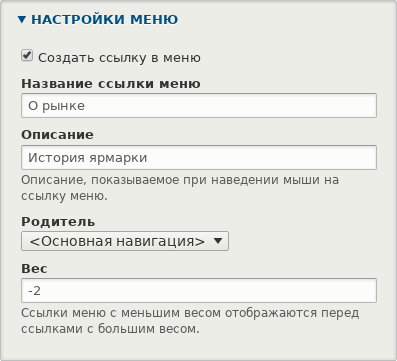 НАСТРОЙКИ МЕНЮ
Создать ссылку в меню
Название ссылки меню
О рынке
Описание
История ярмарки
Описание, показываемое при наведении мыши на
ссылку меню.
Родитель
<Основная навигация>
Вес
-2
Ссылки меню с меньшим весом отображаются перед
ссылками с большим весом.